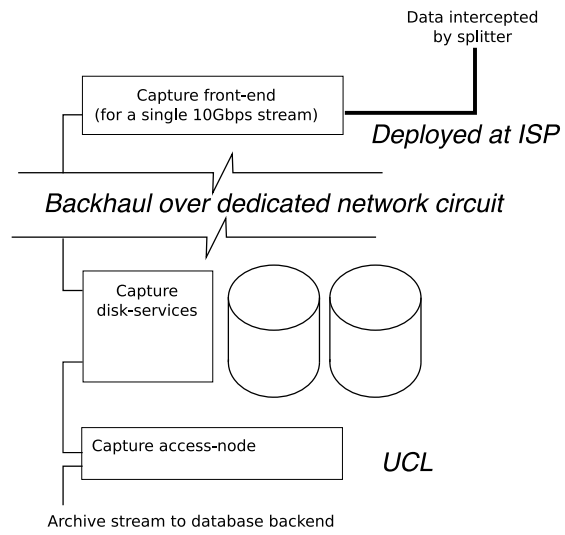 Data intercepted
by splitter
Capture front-end
(for a single 10Gbps stream)
Deployed at ISP
Backhaul over dedicated network circuit
Capture
disk-services
Capture access-node
UCL
Archive stream to database backend